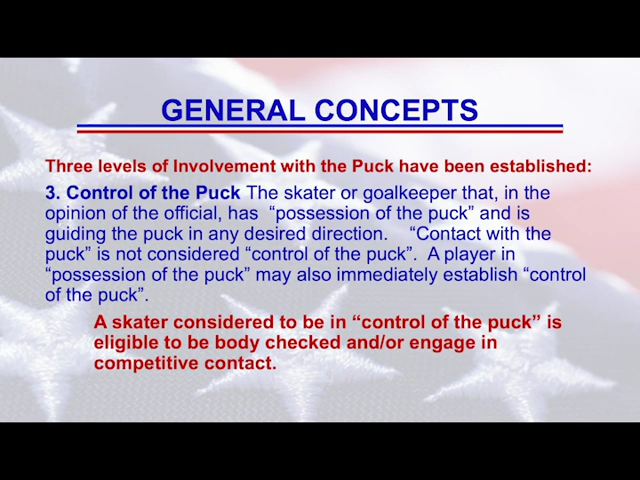 GENERAL CONCEPTS
Three levels of Involvement with the Puck have been established:
3. Control of the Puck The skater or goalkeeper that, in the
opinion of the official, has “possession of the puck” and is
guiding the puck in any desired direction. “Contact with the
puck” is not considered “control of the puck”. A player in
“possession of the puck” may also immediately establish “control
of the puck”.
A skater considered to be in “control of the puck” is
eligible to be body checked and/or engage in
competitive contact.